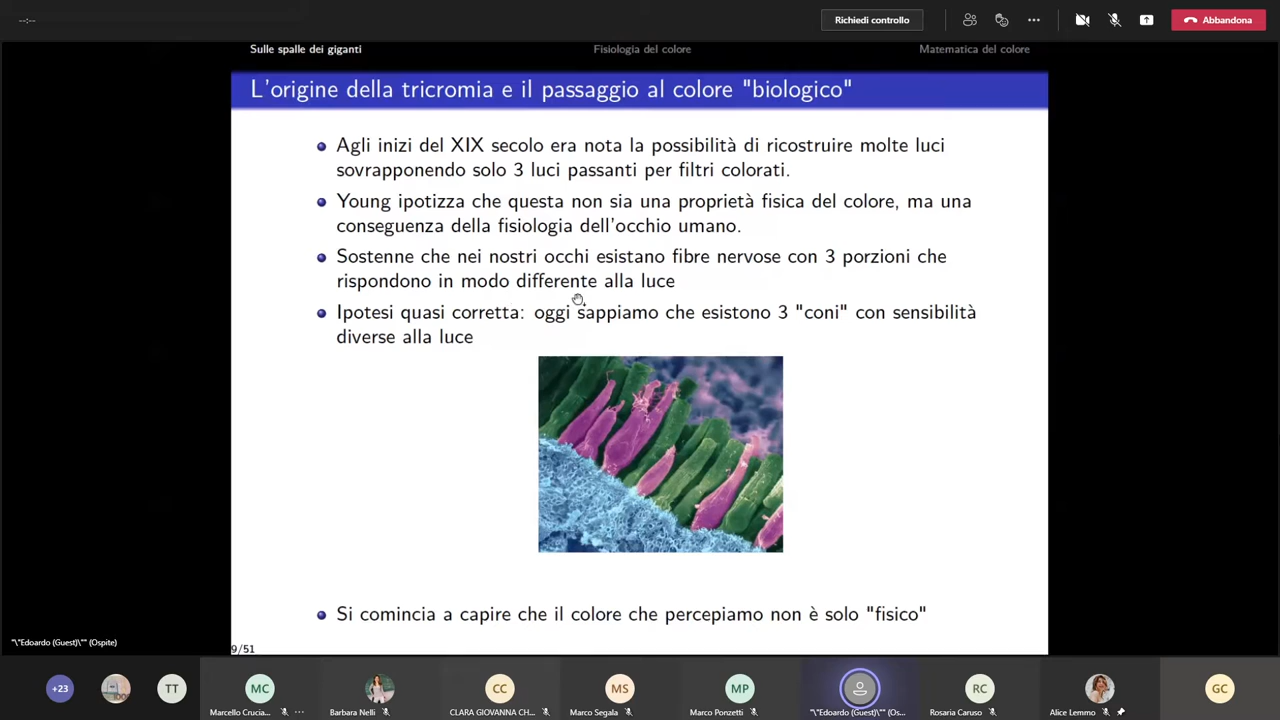 --:--
Richiedi controllo
Abbandona
Sulle spalle dei giganti
Fisiologia del colore
Matematica del colore
L'origine della tricromia e il passaggio al colore "biologico"
Agli inizi del XIX secolo era nota la possibilità di ricostruire molte luci
sovrapponendo solo 3 luci passanti per filtri colorati.
Young ipotizza che questa non sia una proprietà fisica del colore, ma una
conseguenza della fisiologia dell'occhio umano.
Sostenne che nei nostri occhi esistano fibre nervose con 3 porzioni che
rispondono in modo differente alla luce
Ipotesi quasi corretta: oggi sappiamo che esistono 3 "coni" con sensibilità
diverse alla luce
Si comincia a capire che il colore che percepiamo non è solo "fisico"
9/51
"\"Edoardo (Guest)\"" (Ospite)
+23
TT
MC
CC
MS
MP
RC
GC
Marcello Crucia...
Barbara Nelli
CLARA GIOVANNA CH...
Marco Segala
Marco Ponzetti
"\"Edoardo (Guest)\"" (Os...
Rosaria Caruso
Alice Lemmo